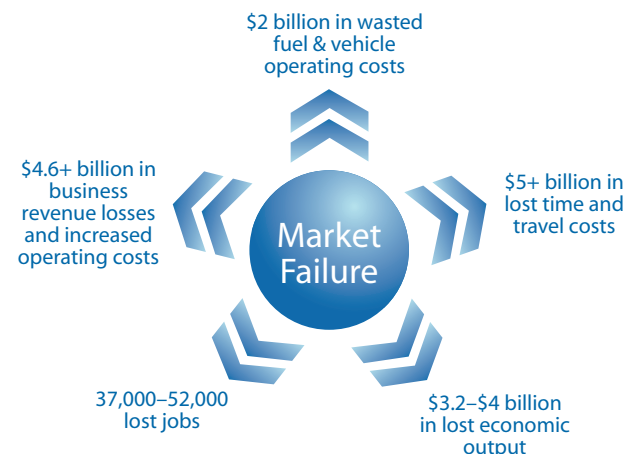 $2 billion in wasted
fuel & vehicle
operating costs
$4.6+ billion in
business
revenue losses
and increased
operating costs
$5+ billion in
lost time and
travel costs
Market
Failure
37,000–52,000
lost jobs
$3.2–$4 billion
in lost economic
output